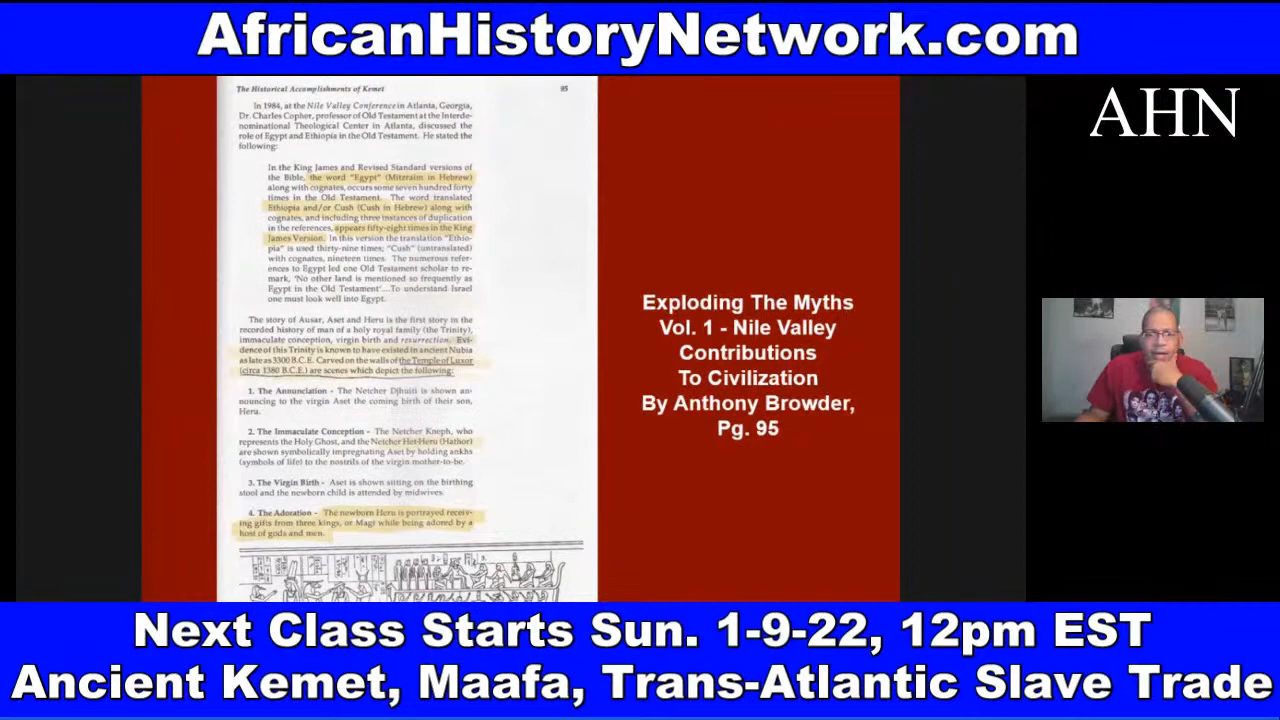 AfricanHistoryNetwork.com
AHN
The Historical Accomplishments of Kemet 95
In 1984, at the Nile Valley Conference in Atlanta, Georgia,
Dr. Charles Copher, professor of Old Testament at the Interde-
nominational Theological Center in Atlanta, discussed the
role of Egypt and Ethiopia in the Old Testament. He stated the
following:
In the King James and Revised Standard versions of
the Bible, the word "Egypt" (Mitzraim in Hebrew)
along with cognates, occurs some seven hundred forty
times in the Old Testament. The word translated
Ethiopia and/or Cush (Cush in Hebrew) along with
cognates, and including three instances of duplication
in the references, appears fifty-eight times in the King
James Version. In this version the translation "Ethio-
pia" is used thirty-nine times; "Cush" (untranslated)
with cognates, nineteen times. The numerous refer-
ences to Egypt led one Old Testament scholar to re-
mark, 'No other land is mentioned so frequently as
Egypt in the Old Testament'....To understand Israel
one must look well into Egypt.
The story of Ausar, Aset and Heru is the first story in the
recorded history of man of a holy royal family (the Trinity),
immaculate conception, virgin birth and resurrection. Evi-
dence of this Trinity is known to have existed in ancient Nubia
as late as 3300 B.C.E. Carved on the walls of the Temple of Luxor
(circa 1380 B.C.E.) are scenes which depict the following:
1. The Annunciation - The Netcher Djhuiti is shown an-
nouncing to the virgin Aset the coming birth of their son,
Heru.
2. The Immaculate Conception - The Netcher Kneph, who
represents the Holy Ghost, and the Netcher Het-Heru (Hathor)
are shown symbolically impregnating Aset by holding ankhs
(symbols of life) to the nostrils of the virgin mother-to-be.
3. The Virgin Birth - Aset is shown sitting on the birthing
stool and the newborn child is attended by midwives.
4. The Adoration - The newborn Heru is portrayed receiv-
ing gifts from three kings, or Magi while being adored by a
host of gods and men.
Exploding The Myths
Vol. 1 - Nile Valley
Contributions
To Civilization
By Anthony Browder,
Pg. 95
Next Class Starts Sun. 1-9-22, 12pm EST
Ancient Kemet, Maafa, Trans-Atlantic Slave Trade